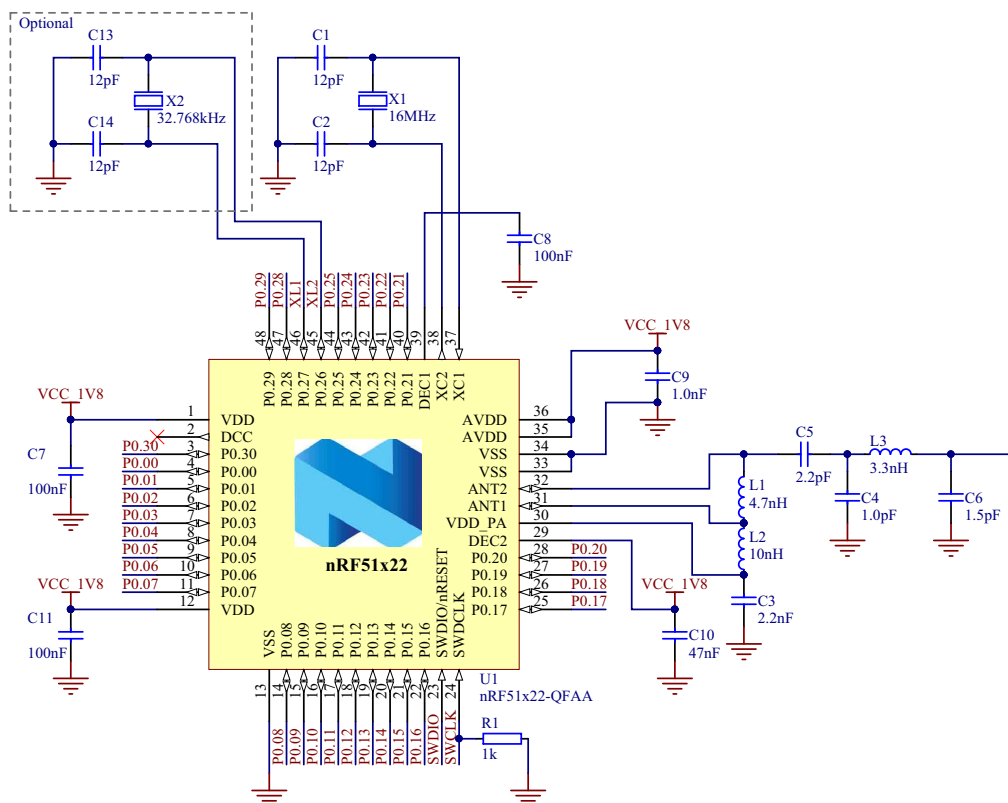 Optional
C13
12pF
X2
32.768kHz
C14
12pF
C1
12pF
X1
16MHz
C2
12pF
C8
100nF
P0.29
P0.28
XL1
XL2
P0.25
P0.24
P0.23
P0.22
P0.21
48
47
46
45
44
43
42
41
40
39
38
37
P0.29
P0.28
P0.27
P0.26
P0.25
P0.24
P0.23
P0.22
P0.21
DEC1
XC2
XC1
VCC_1V8
C7
100nF
VCC_1V8
C11
100nF
1 VDD
2 DCC
P0.30 3 P0.30
P0.00 4 P0.00
P0.01 5 P0.01
P0.02 6 P0.02
P0.03 7 P0.03
P0.04 8 P0.04
P0.05 9 P0.05
P0.06 10 P0.06
P0.07 11 P0.07
12 VDD
nRF51x22
AVDD 36
AVDD 35
VSS 34
VSS 33
ANT2 32
ANT1 31
VDD_PA 30
DEC2 29
P0.20 28 P0.20
P0.19 27 P0.19
P0.18 26 P0.18
P0.17 25 P0.17
VCC_1V8
C9
1.0nF
C5
2.2pF
L3
3.3nH
L1
4.7nH
C4
1.0pF
C6
1.5pF
L2
10nH
VCC_1V8
C3
2.2nF
C10
47nF
VSS
P0.08
P0.09
P0.10
P0.11
P0.12
P0.13
P0.14
P0.15
P0.16
SWDIO/nRESET
SWDCLK
13
14
15
16
17
18
19
20
21
22
23
24
P0.08
P0.09
P0.10
P0.11
P0.12
P0.13
P0.14
P0.15
P0.16
SWDIO
SWCLK
U1
nRF51x22-QFAA
R1
1k